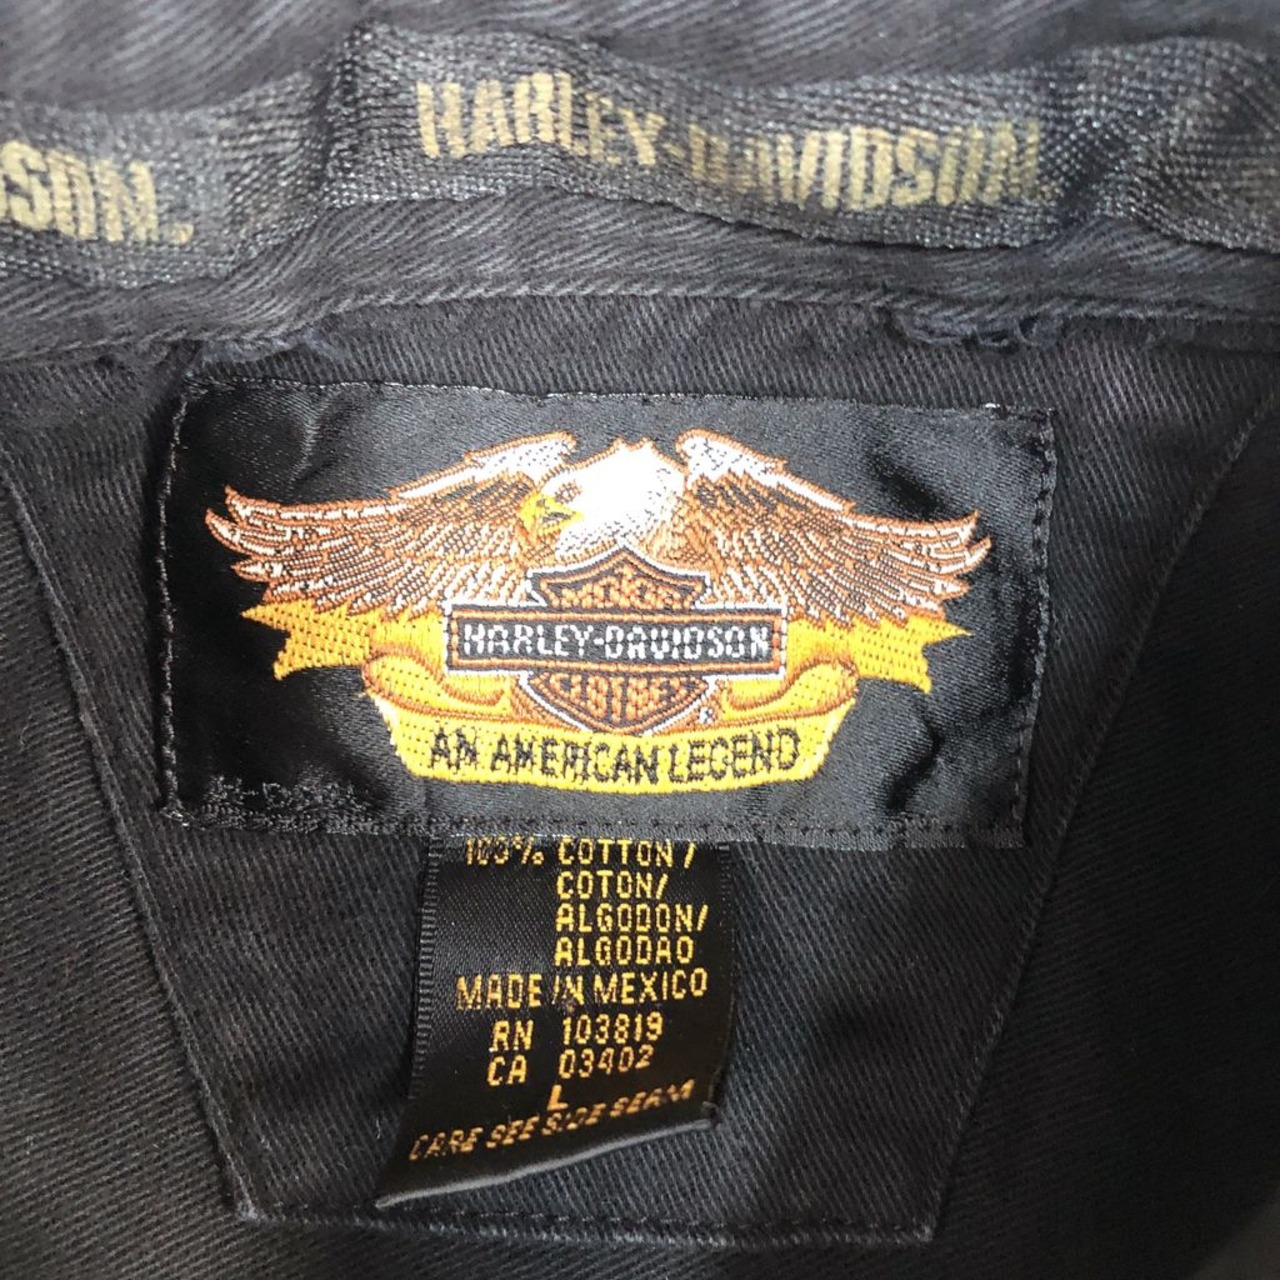 SON.
HARLEY-DAVIDSON.
MOTOR
HARLEY-DAVIDSON
CLOTHES
®
AN AMERICAN LEGEND
100% COTTON /
COTON/
ALGODON/
ALGODAO
MADE IN MEXICO
RN 103819
CA 03402
L
CARE SEE SIDE SEAM